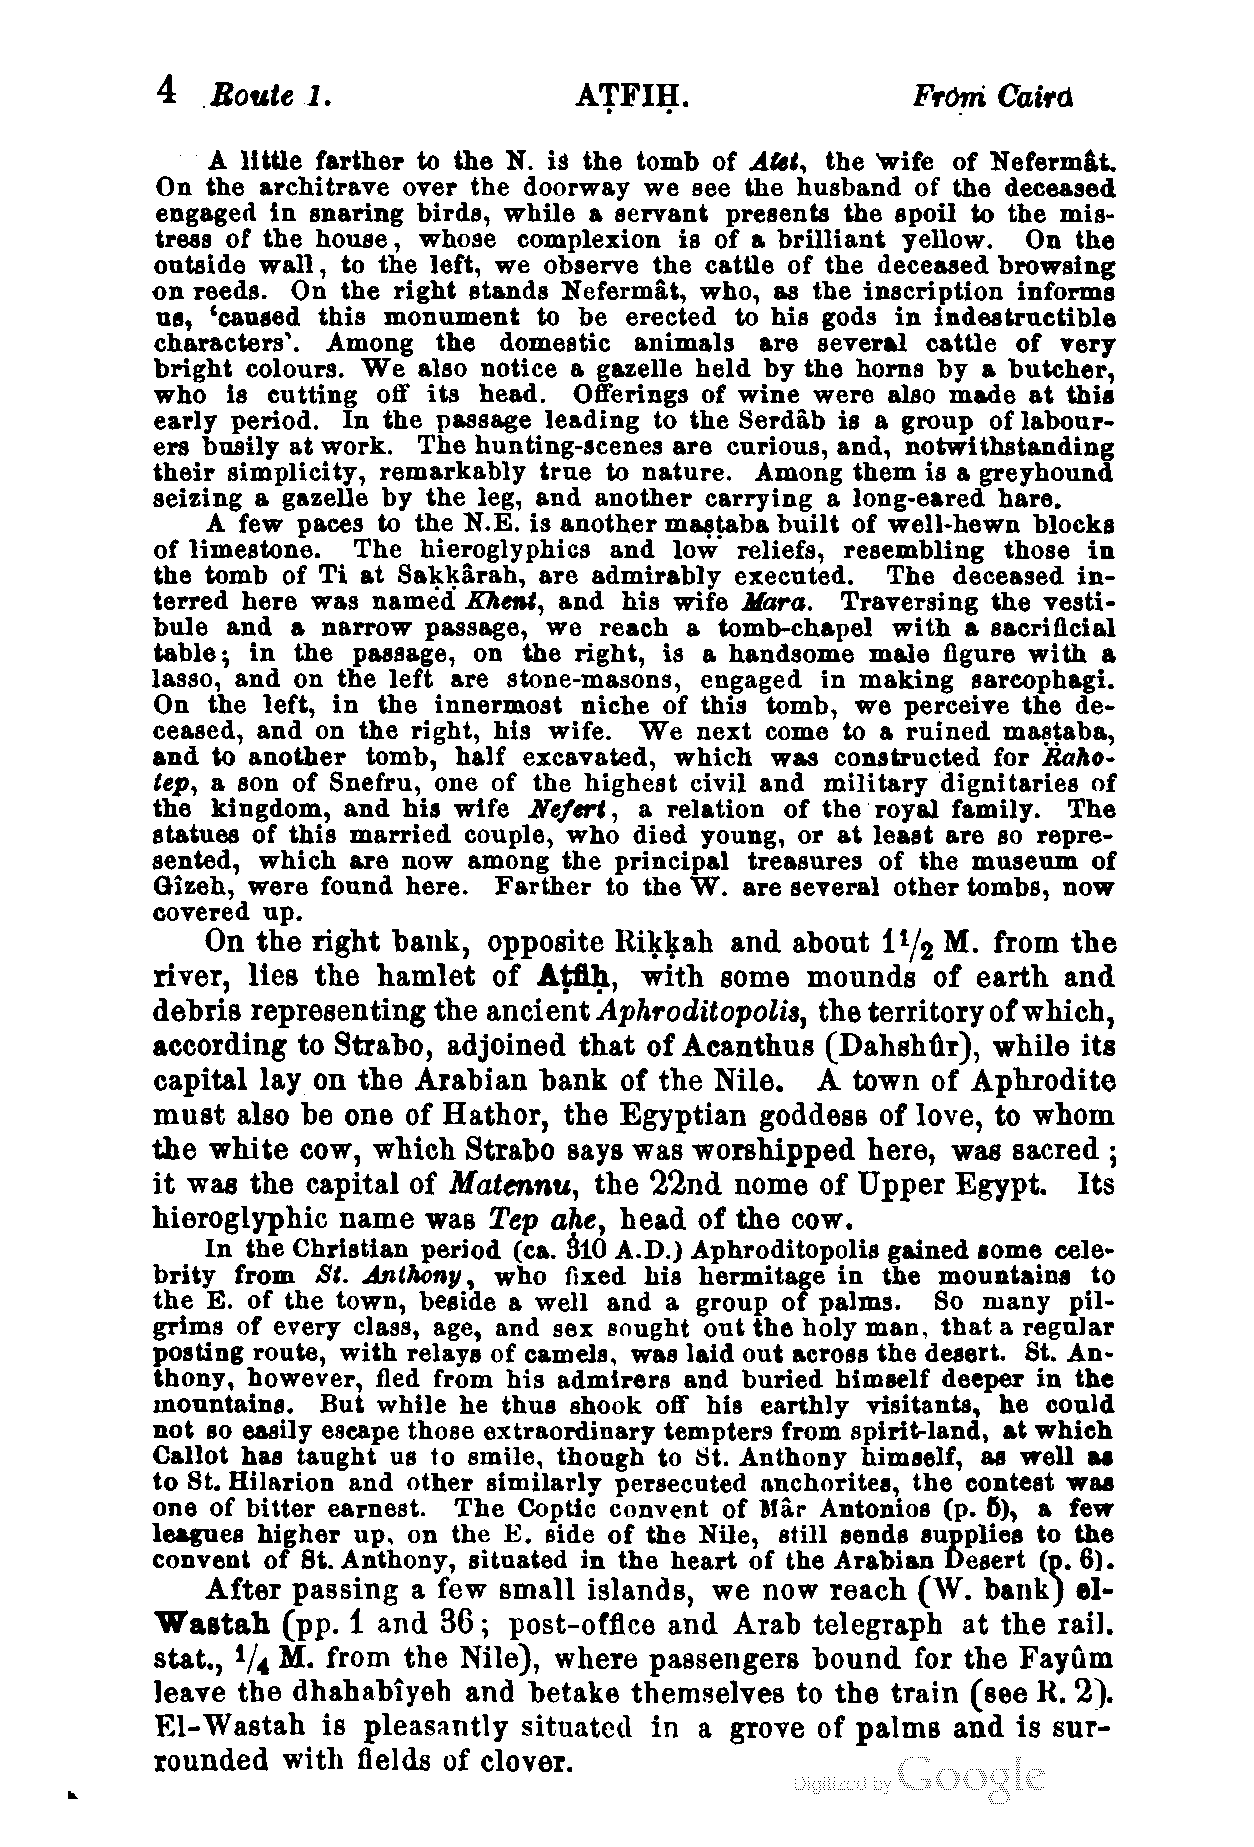 4 Route 1. AṬFIḤ. From Cairo
A little farther to the N. is the tomb of Atet, the wife of Nefermât.
On the architrave over the doorway we see the husband of the deceased
engaged in snaring birds, while a servant presents the spoil to the mis-
tress of the house, whose complexion is of a brilliant yellow. On the
outside wall, to the left, we observe the cattle of the deceased browsing
on reeds. On the right stands Nefermât, who, as the inscription informs
us, 'caused this monument to be erected to his gods in indestructible
characters'. Among the domestic animals are several cattle of very
bright colours. We also notice a gazelle held by the horns by a butcher,
who is cutting off its head. Offerings of wine were also made at this
early period. In the passage leading to the Serdâb is a group of labour-
ers busily at work. The hunting-scenes are curious, and, notwithstanding
their simplicity, remarkably true to nature. Among them is a greyhound
seizing a gazelle by the leg, and another carrying a long-eared hare.
A few paces to the N.E. is another maṣṭaba built of well-hewn blocks
of limestone. The hieroglyphics and low reliefs, resembling those in
the tomb of Ti at Saḳḳârah, are admirably executed. The deceased in-
terred here was named Khent, and his wife Mara. Traversing the vesti-
bule and a narrow passage, we reach a tomb-chapel with a sacrificial
table; in the passage, on the right, is a handsome male figure with a
lasso, and on the left are stone-masons, engaged in making sarcophagi.
On the left, in the innermost niche of this tomb, we perceive the de-
ceased, and on the right, his wife. We next come to a ruined maṣṭaba,
and to another tomb, half excavated, which was constructed for Raho-
tep, a son of Snefru, one of the highest civil and military dignitaries of
the kingdom, and his wife Nefert, a relation of the royal family. The
statues of this married couple, who died young, or at least are so repre-
sented, which are now among the principal treasures of the museum of
Gîzeh, were found here. Farther to the W. are several other tombs, now
covered up.
On the right bank, opposite Riḳḳah and about 1 1/2 M. from the
river, lies the hamlet of Aṭfiḥ, with some mounds of earth and
debris representing the ancient Aphroditopolis, the territory of which,
according to Strabo, adjoined that of Acanthus (Dahshûr), while its
capital lay on the Arabian bank of the Nile. A town of Aphrodite
must also be one of Hathor, the Egyptian goddess of love, to whom
the white cow, which Strabo says was worshipped here, was sacred;
it was the capital of Matennu, the 22nd nome of Upper Egypt. Its
hieroglyphic name was Tep aḥe, head of the cow.
In the Christian period (ca. 310 A.D.) Aphroditopolis gained some cele-
brity from St. Anthony, who fixed his hermitage in the mountains to
the E. of the town, beside a well and a group of palms. So many pil-
grims of every class, age, and sex sought out the holy man, that a regular
posting route, with relays of camels, was laid out across the desert. St. An-
thony, however, fled from his admirers and buried himself deeper in the
mountains. But while he thus shook off his earthly visitants, he could
not so easily escape those extraordinary tempters from spirit-land, at which
Callot has taught us to smile, though to St. Anthony himself, as well as
to St. Hilarion and other similarly persecuted anchorites, the contest was
one of bitter earnest. The Coptic convent of Mâr Antonios (p. 5), a few
leagues higher up, on the E. side of the Nile, still sends supplies to the
convent of St. Anthony, situated in the heart of the Arabian Desert (p. 6).
After passing a few small islands, we now reach (W. bank) el-
Wastah (pp. 1 and 36; post-office and Arab telegraph at the rail.
stat., 1/4 M. from the Nile), where passengers bound for the Fayûm
leave the dhahabîyeh and betake themselves to the train (see R. 2).
El-Wastah is pleasantly situated in a grove of palms and is sur-
rounded with fields of clover.
Digitized by Google